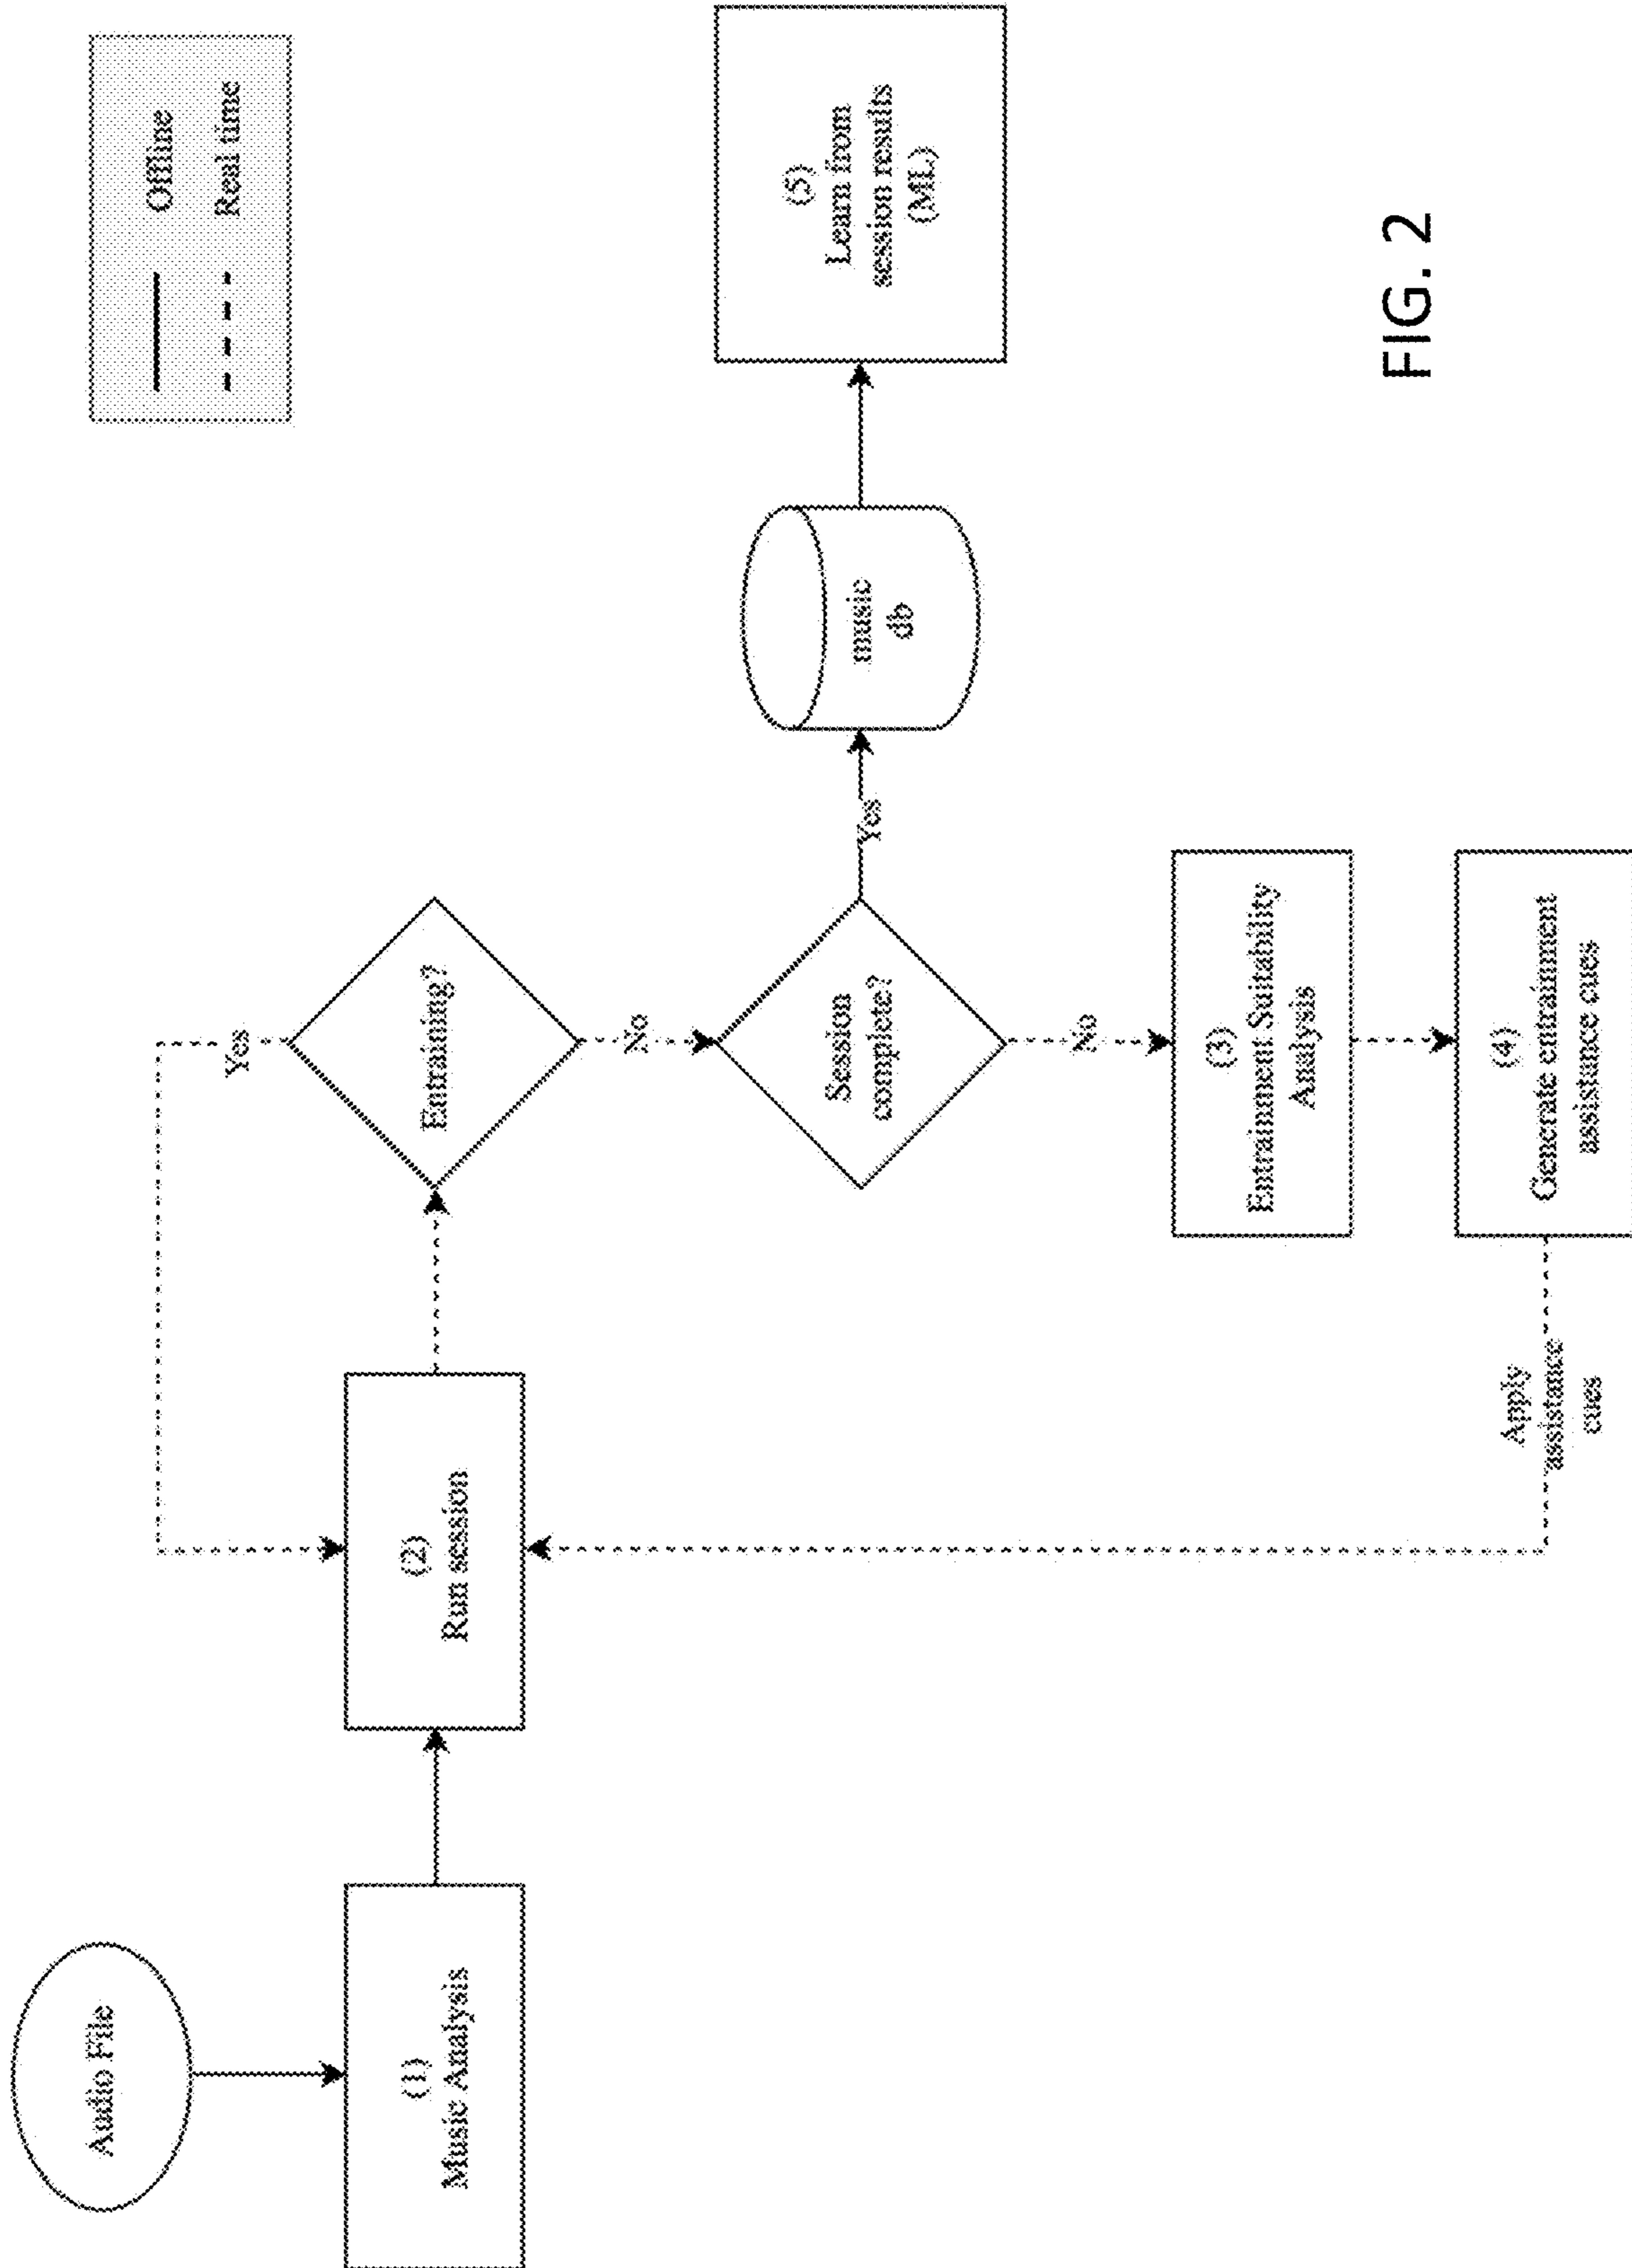 Audio File
(1)
Music Analysis
(2)
Run session
Entraining?
Yes
No
Session
complete?
Yes
No
music
db
(5)
Learn from
session results
(ML)
(3)
Entrainment Suitability
Analysis
(4)
Generate entrainment
assistance cues
Apply
assistance
cues
Offline
Real time
FIG. 2